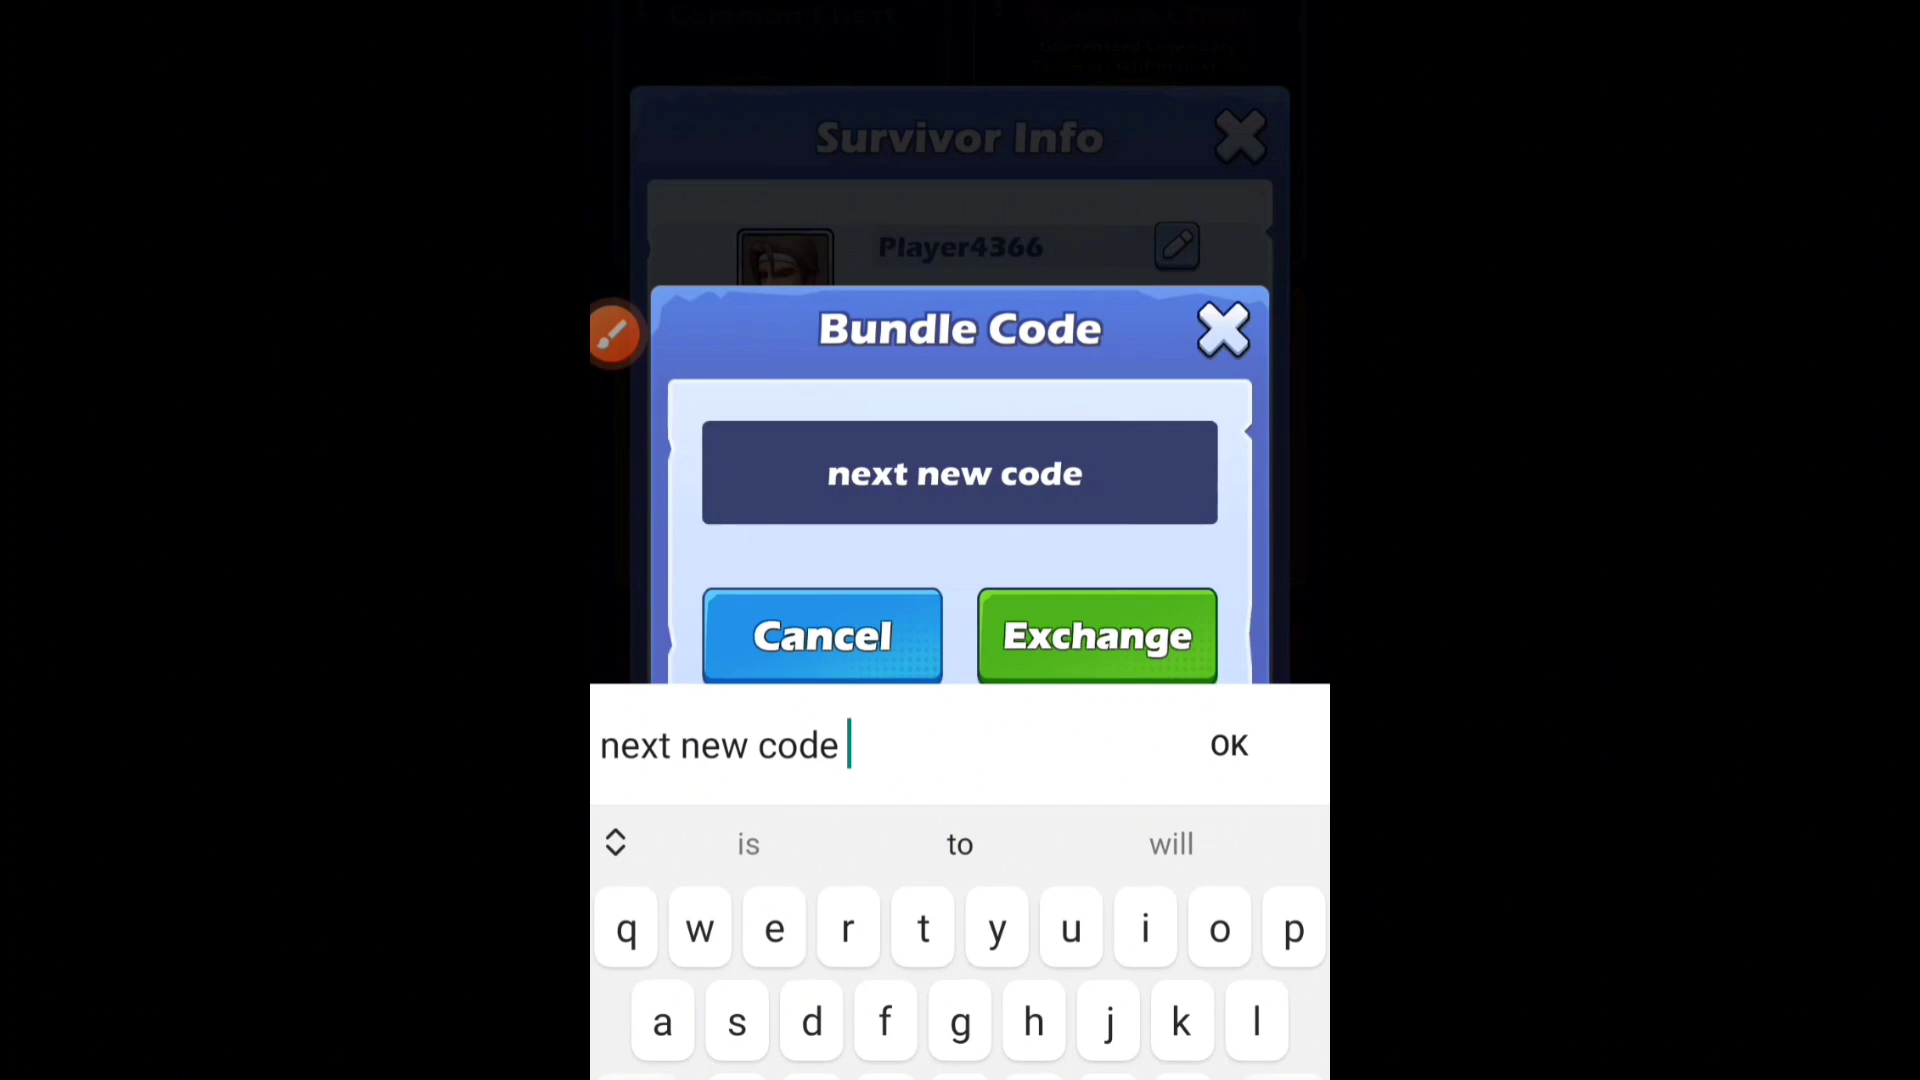 Survivor Info
Player4366
Bundle Code
next new code
Cancel
Exchange
next new code
OK
is
to
will
q w e r t y u i o p
a s d f g h j k l